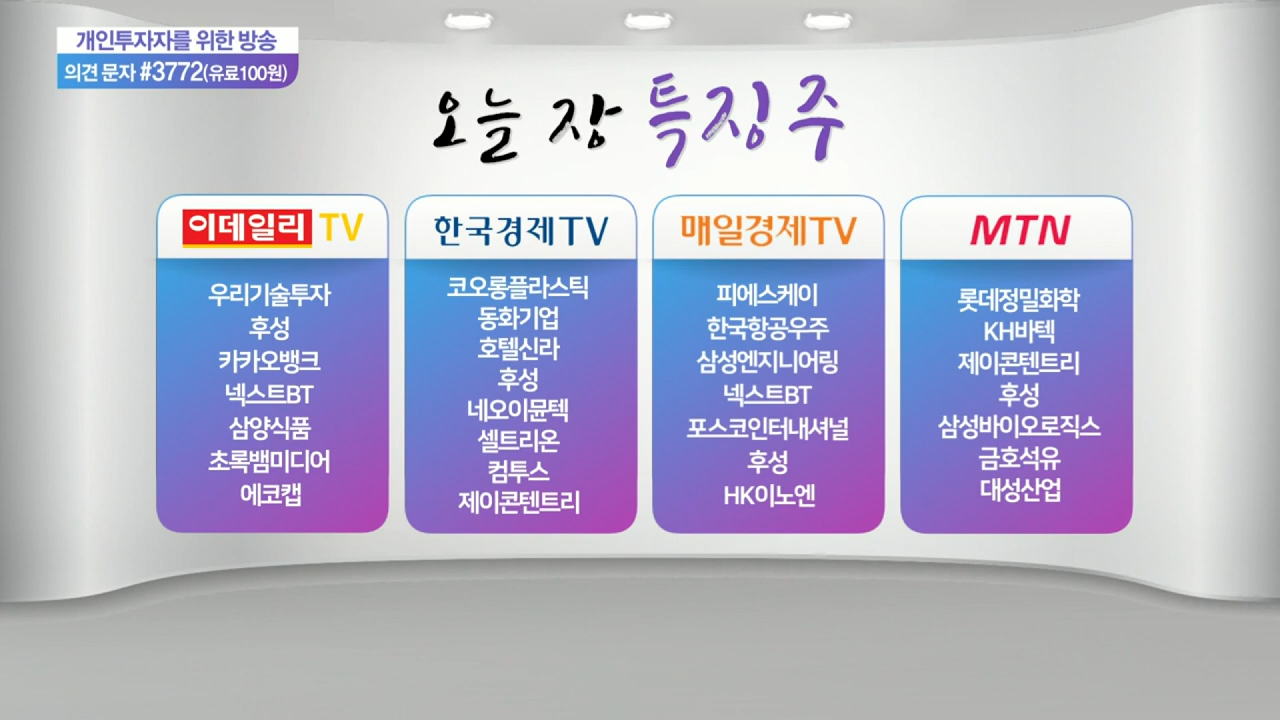 개인투자자를 위한 방송
의견 문자 #3772(유료100원)
오늘 장 특징주
이데일리 TV
우리기술투자
후성
카카오뱅크
넥스트BT
삼양식품
초록뱀미디어
에코캡
한국경제TV
코오롱플라스틱
동화기업
호텔신라
후성
네오이뮨텍
셀트리온
컴투스
제이콘텐트리
매일경제TV
피에스케이
한국항공우주
삼성엔지니어링
넥스트BT
포스코인터내셔널
후성
HK이노엔
MTN
롯데정밀화학
KH바텍
제이콘텐트리
후성
삼성바이오로직스
금호석유
대성산업